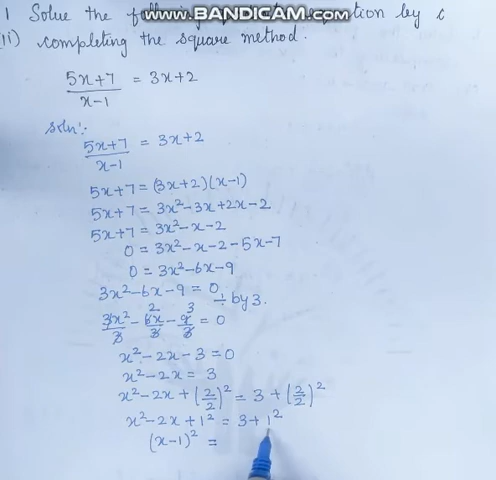 WWW.BANDICAM.COM
1 Solve the equation by c
(ii) completing the square method.
(5x+7)/(x-1) = 3x+2
Soln:
(5x+7)/(x-1) = 3x+2
5x+7 = (3x+2)(x-1)
5x+7 = 3x²-3x+2x-2
5x+7 = 3x²-x-2
0 = 3x²-x-2-5x-7
0 = 3x²-6x-9
3x²-6x-9 = 0 ÷ by 3.
3x²/3 - 6x/3 - 9/3 = 0
2 3
x²-2x-3=0
x²-2x = 3
x²-2x+(2/2)² = 3+(2/2)²
x²-2x+1² = 3+1²
(x-1)² =